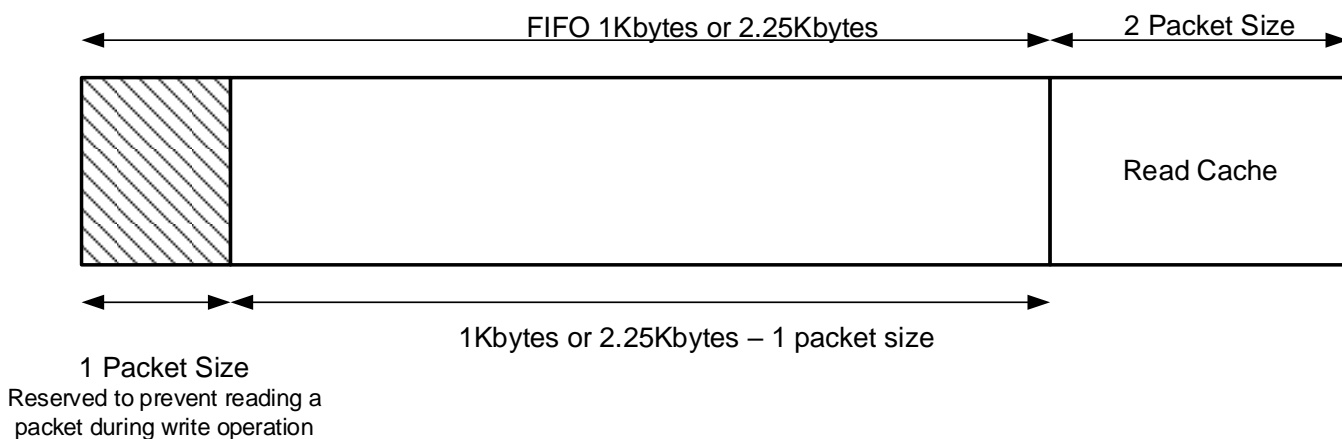 FIFO 1Kbytes or 2.25Kbytes
2 Packet Size
Read Cache
1Kbytes or 2.25Kbytes – 1 packet size
1 Packet Size
Reserved to prevent reading a
packet during write operation